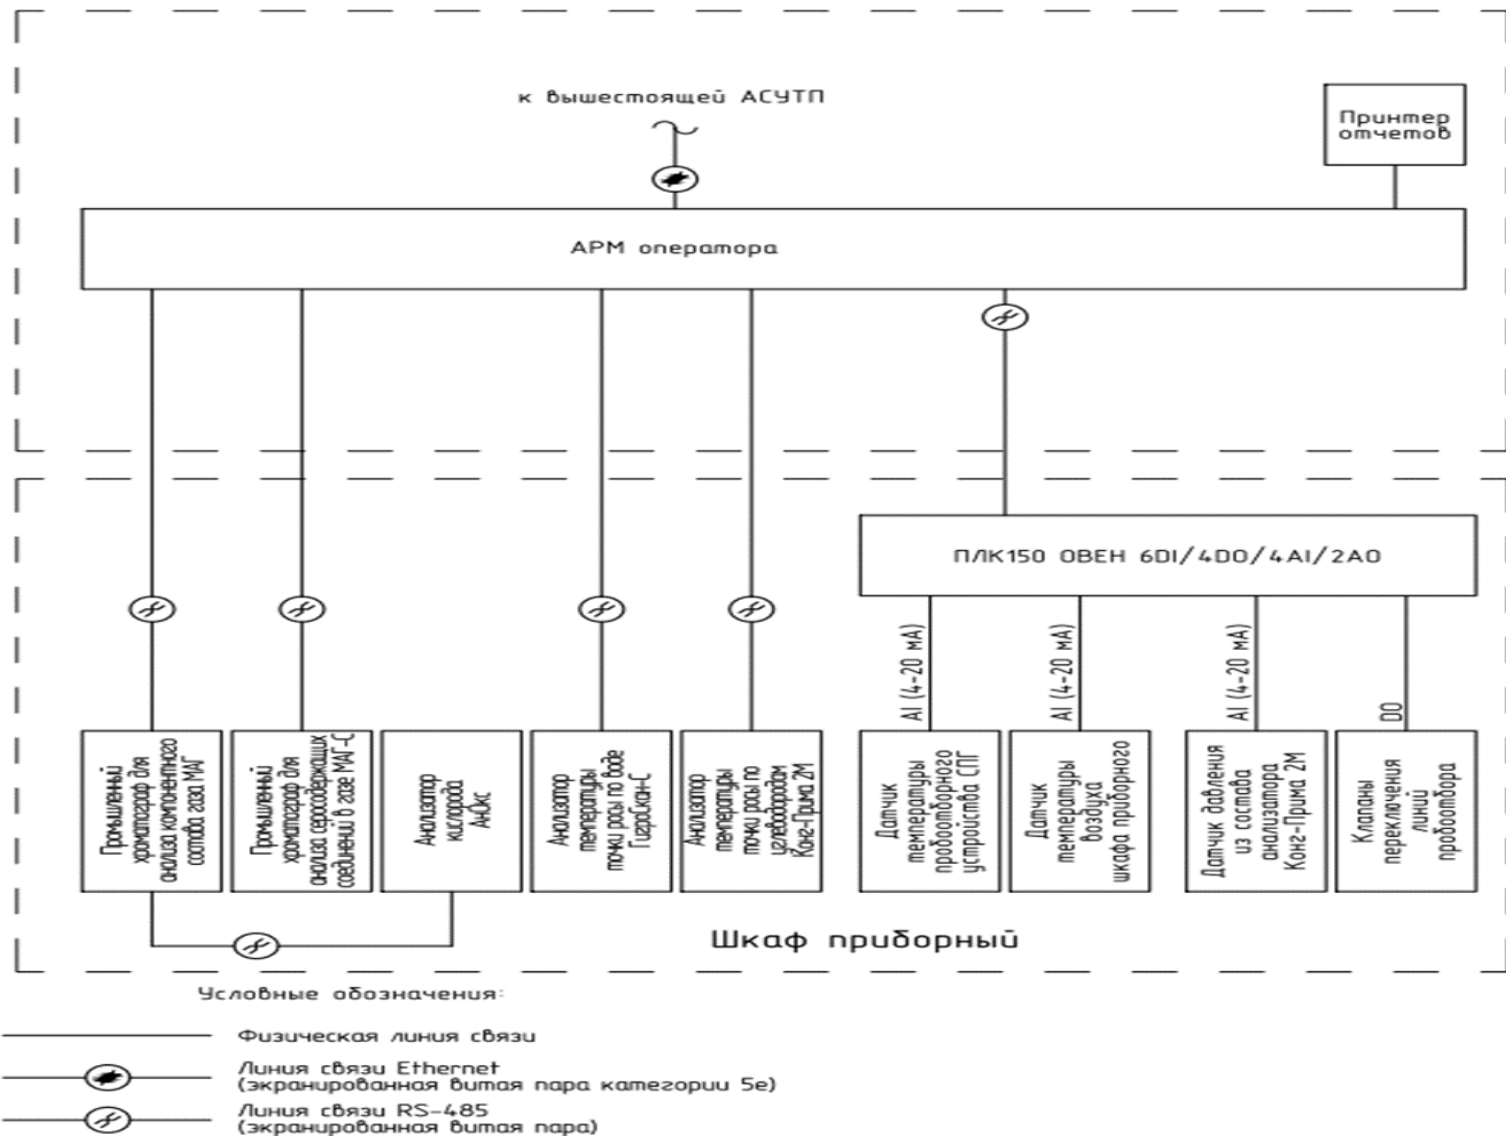 к вышестоящей АСУТП
Принтер
отчетов
АРМ оператора
ПЛК150 ОВЕН 6DI/4DO/4AI/2AO
AI (4-20 мА)
AI (4-20 мА)
AI (4-20 мА)
DO
Промышленный
хроматограф для
анализа компонентного
состава газа МАГ
Промышленный
хроматограф для
анализа серосодержащих
соединений в газе МАГ-С
Анализатор
кислорода
АнОкс
Анализатор
температуры
точки росы по воде
ГигроСкан-С
Анализатор
температуры
точки росы по
углеводородам
Конг-Прима 2М
Датчик
температуры
пробоотборного
устройства СПГ
Датчик
температуры
воздуха
шкафа приборного
Датчик давления
из состава
анализатора
Конг-Прима 2М
Клапаны
переключения
линий
пробоотбора
Шкаф приборный
Условные обозначения:
Физическая линия связи
Линия связи Ethernet
(экранированная витая пара категории 5е)
Линия связи RS-485
(экранированная витая пара)